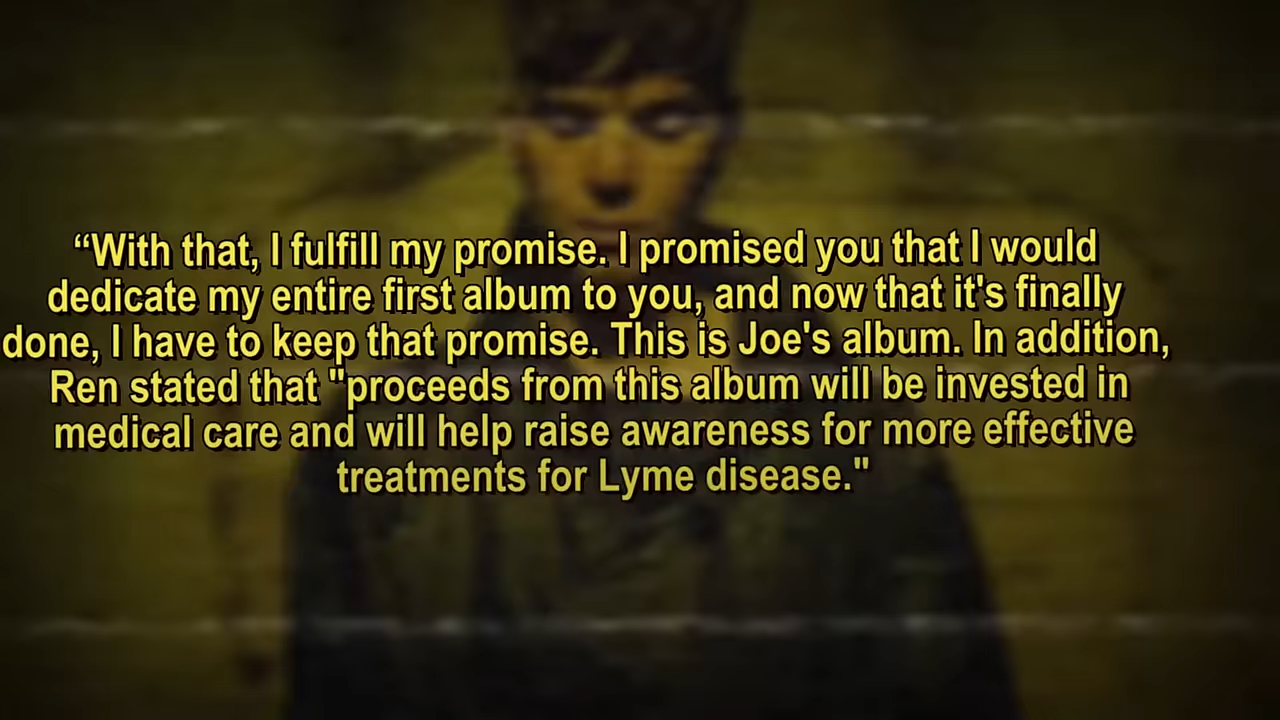 “With that, I fulfill my promise. I promised you that I would
dedicate my entire first album to you, and now that it's finally
done, I have to keep that promise. This is Joe's album. In addition,
Ren stated that "proceeds from this album will be invested in
medical care and will help raise awareness for more effective
treatments for Lyme disease."